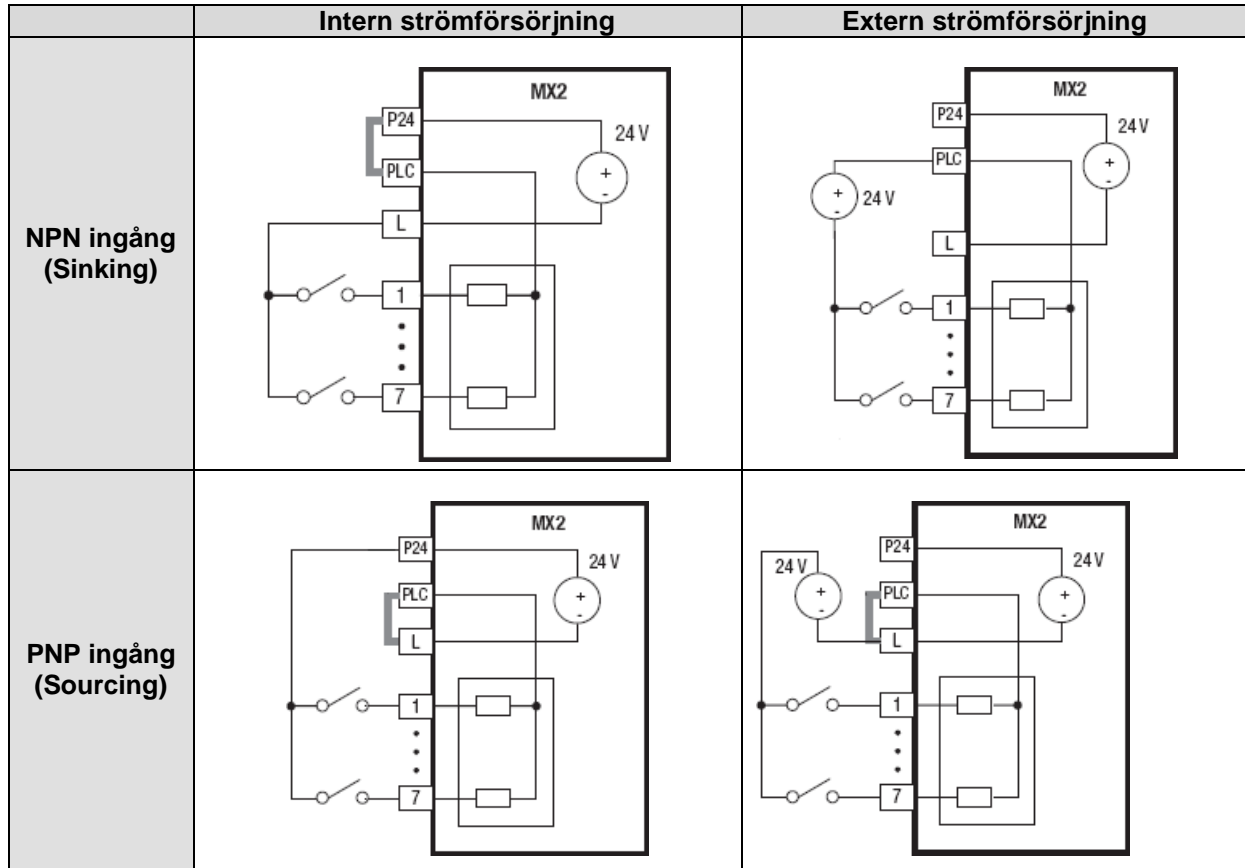 Intern strömförsörjning
Extern strömförsörjning
NPN ingång
(Sinking)
MX2
P24
24 V
PLC
+
-
L
1
7
MX2
P24
24 V
PLC
+
-
+
-
24 V
L
1
7
PNP ingång
(Sourcing)
MX2
P24
24 V
PLC
+
-
L
1
7
MX2
P24
24 V
24 V
PLC
+
-
+
-
L
1
7